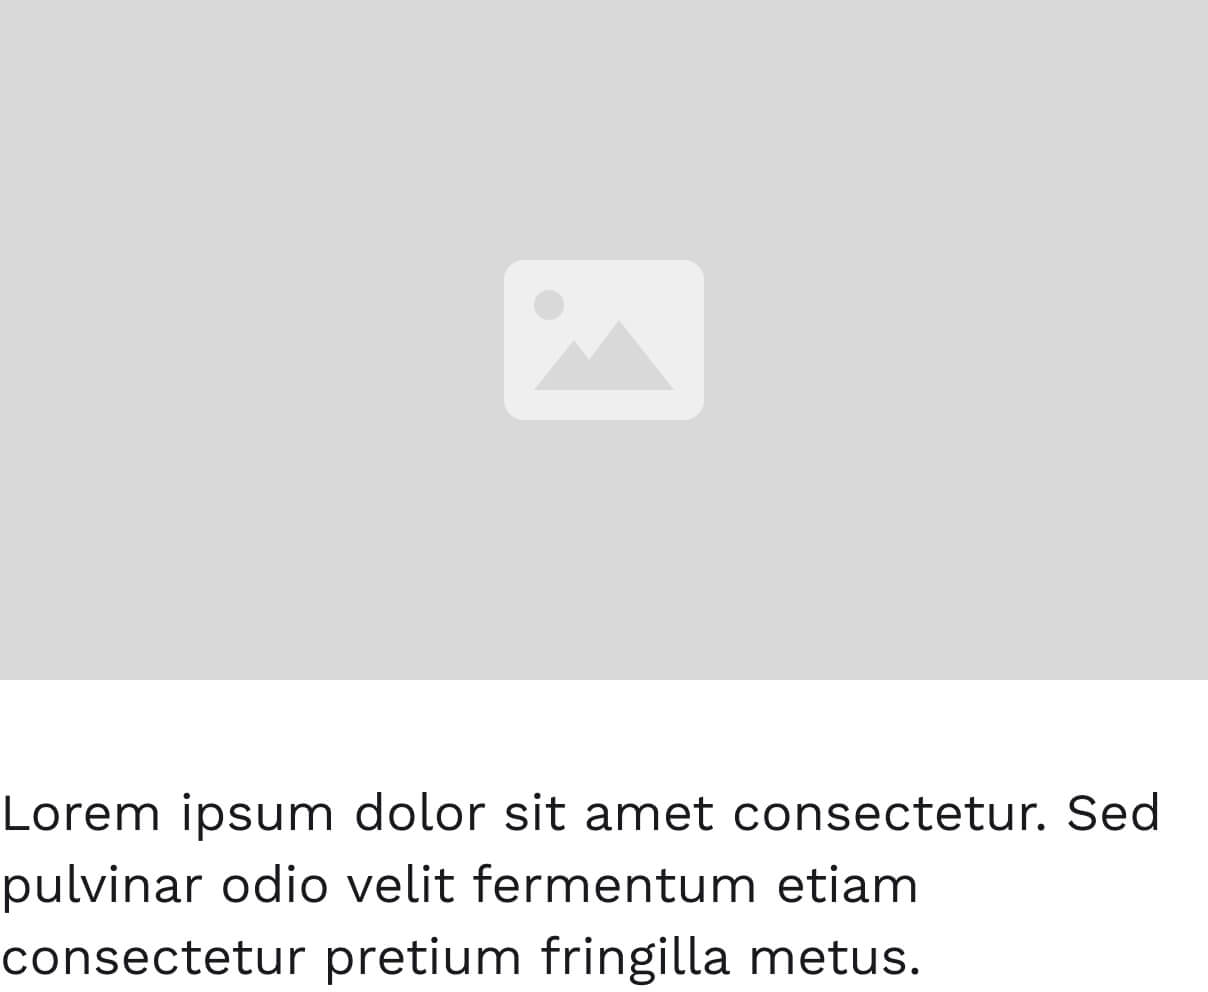 Lorem ipsum dolor sit amet consectetur. Sed
pulvinar odio velit fermentum etiam
consectetur pretium fringilla metus.